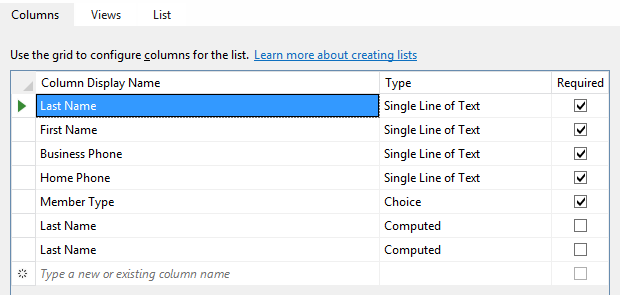 Columns Views List
Use the grid to configure columns for the list. Learn more about creating lists
Column Display Name Type Required
Last Name Single Line of Text
First Name Single Line of Text
Business Phone Single Line of Text
Home Phone Single Line of Text
Member Type Choice
Last Name Computed
Last Name Computed
Type a new or existing column name